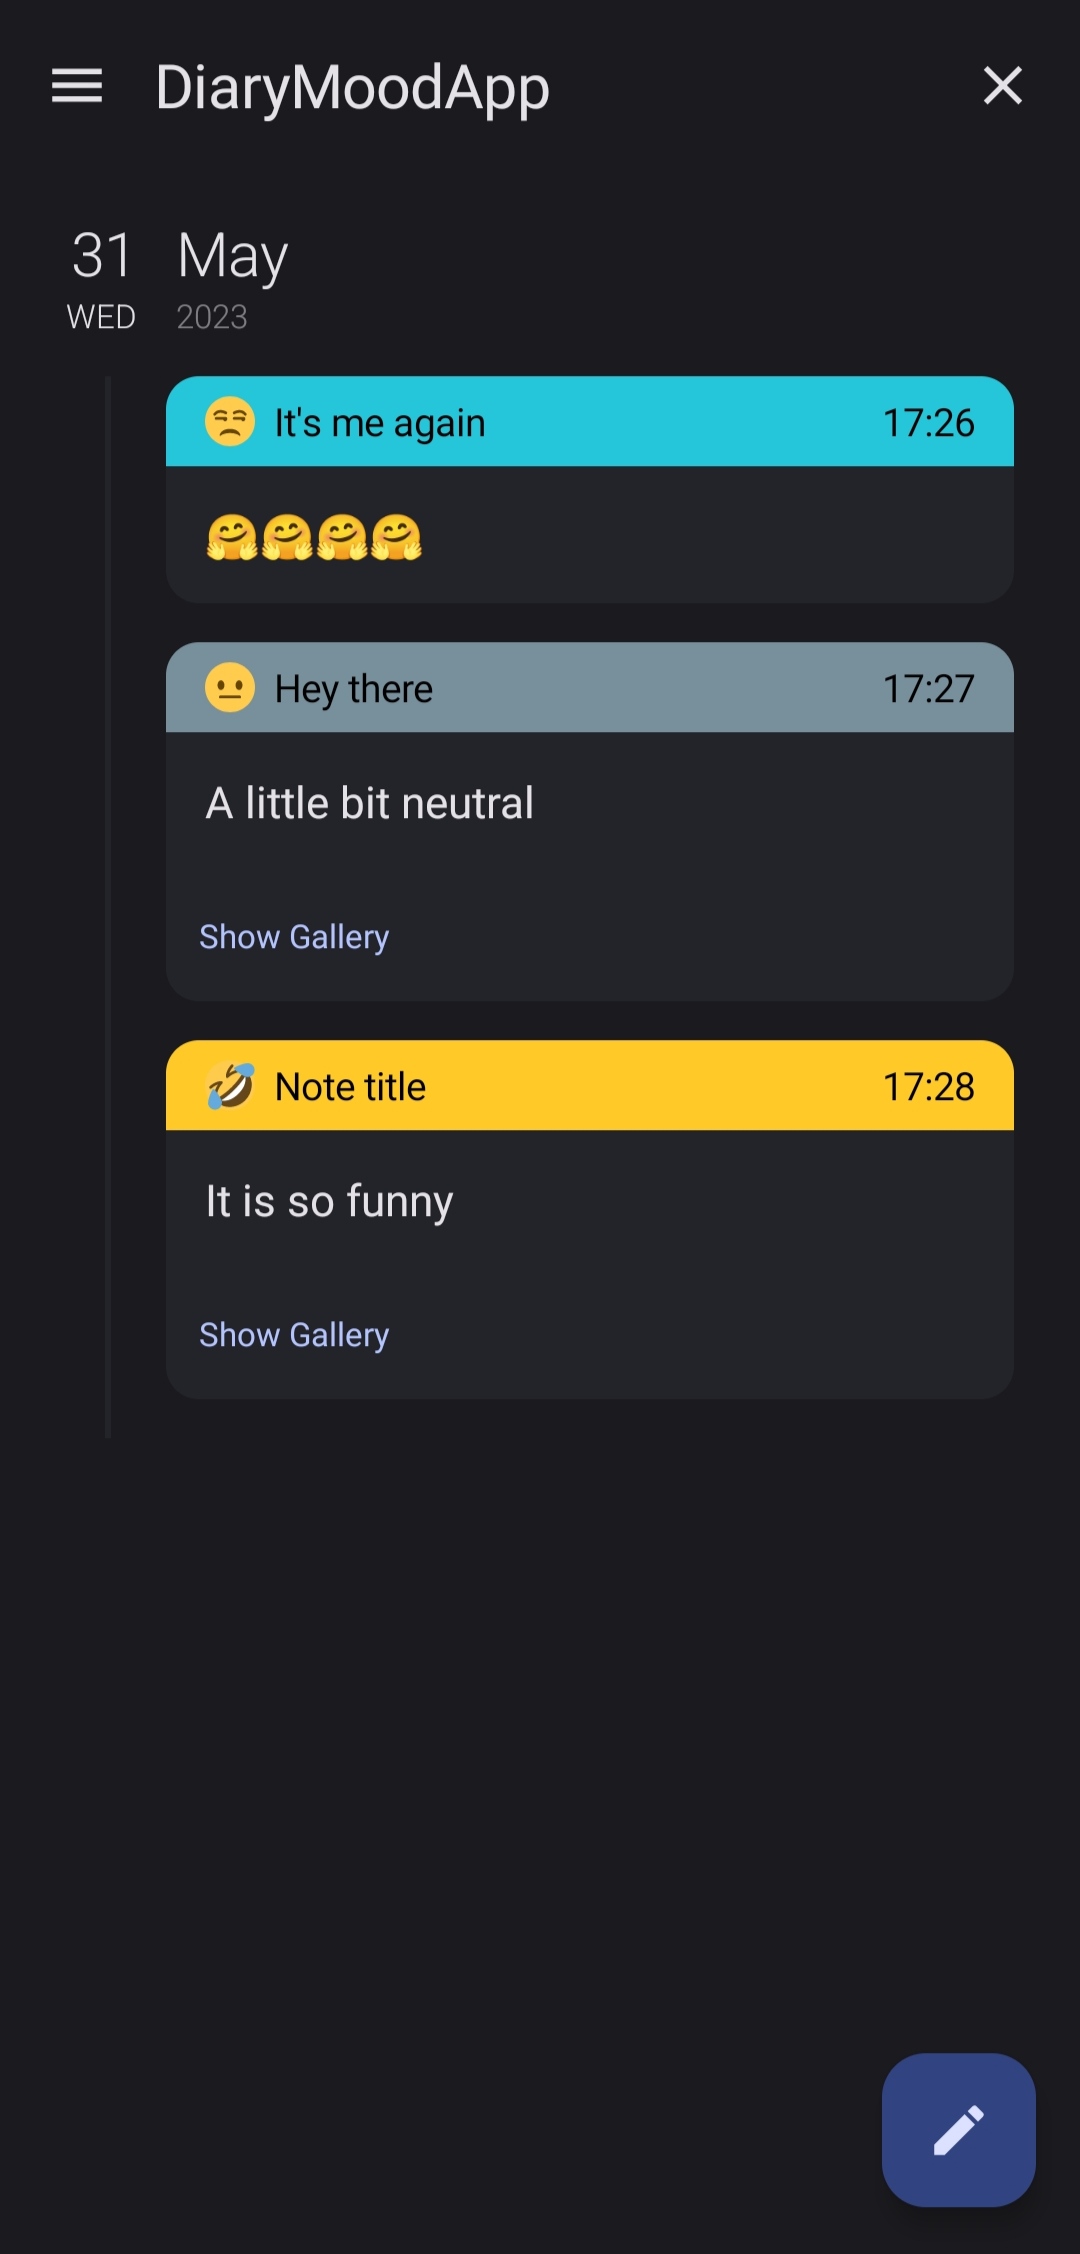 DiaryMoodApp
31 May
WED 2023
It's me again 17:26
🤗🤗🤗🤗
Hey there 17:27
A little bit neutral
Show Gallery
Note title 17:28
It is so funny
Show Gallery